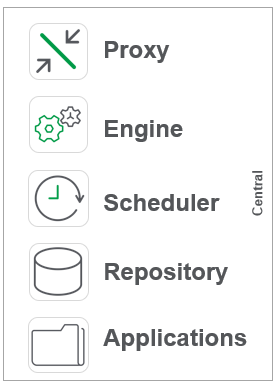 Proxy
Engine
Scheduler
Central
Repository
Applications